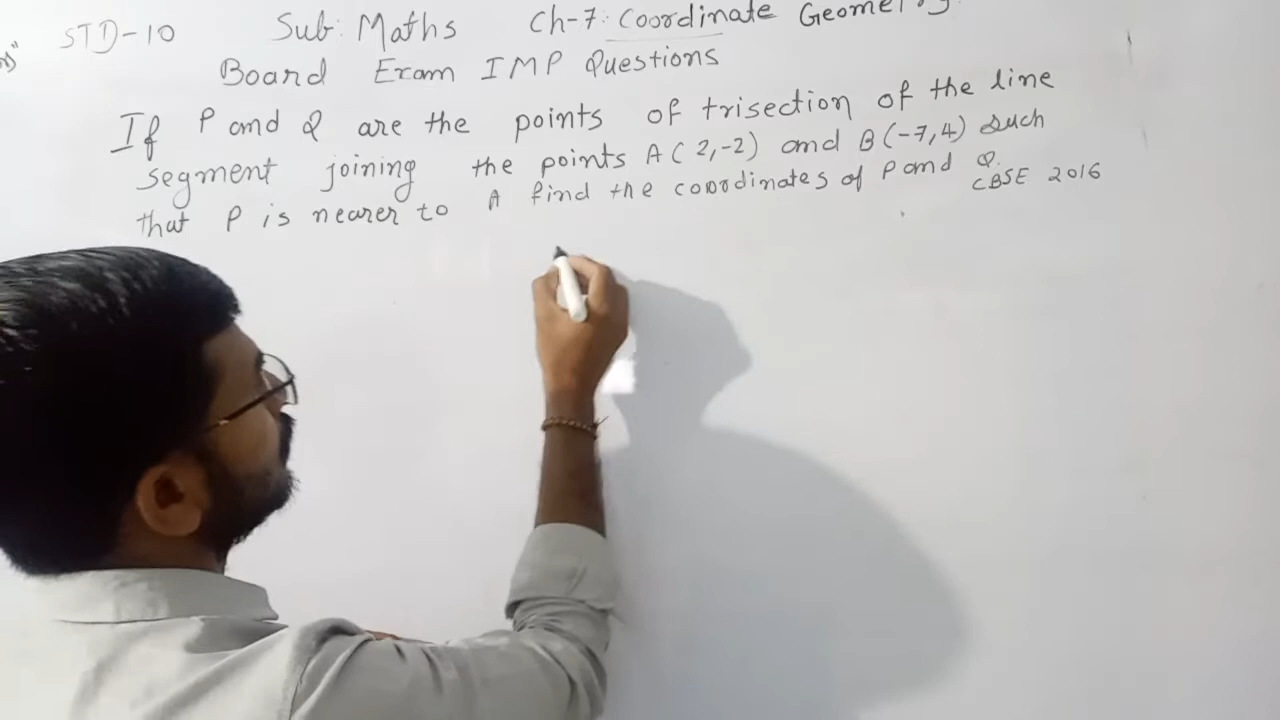 STD-10 Sub: Maths Ch-7: Coordinate Geometry
Board Exam IMP Questions
If P and Q are the points of trisection of the line
segment joining the points A(2,-2) and B(-7,4) such
that P is nearer to A find the coordinates of P and Q.
CBSE 2016